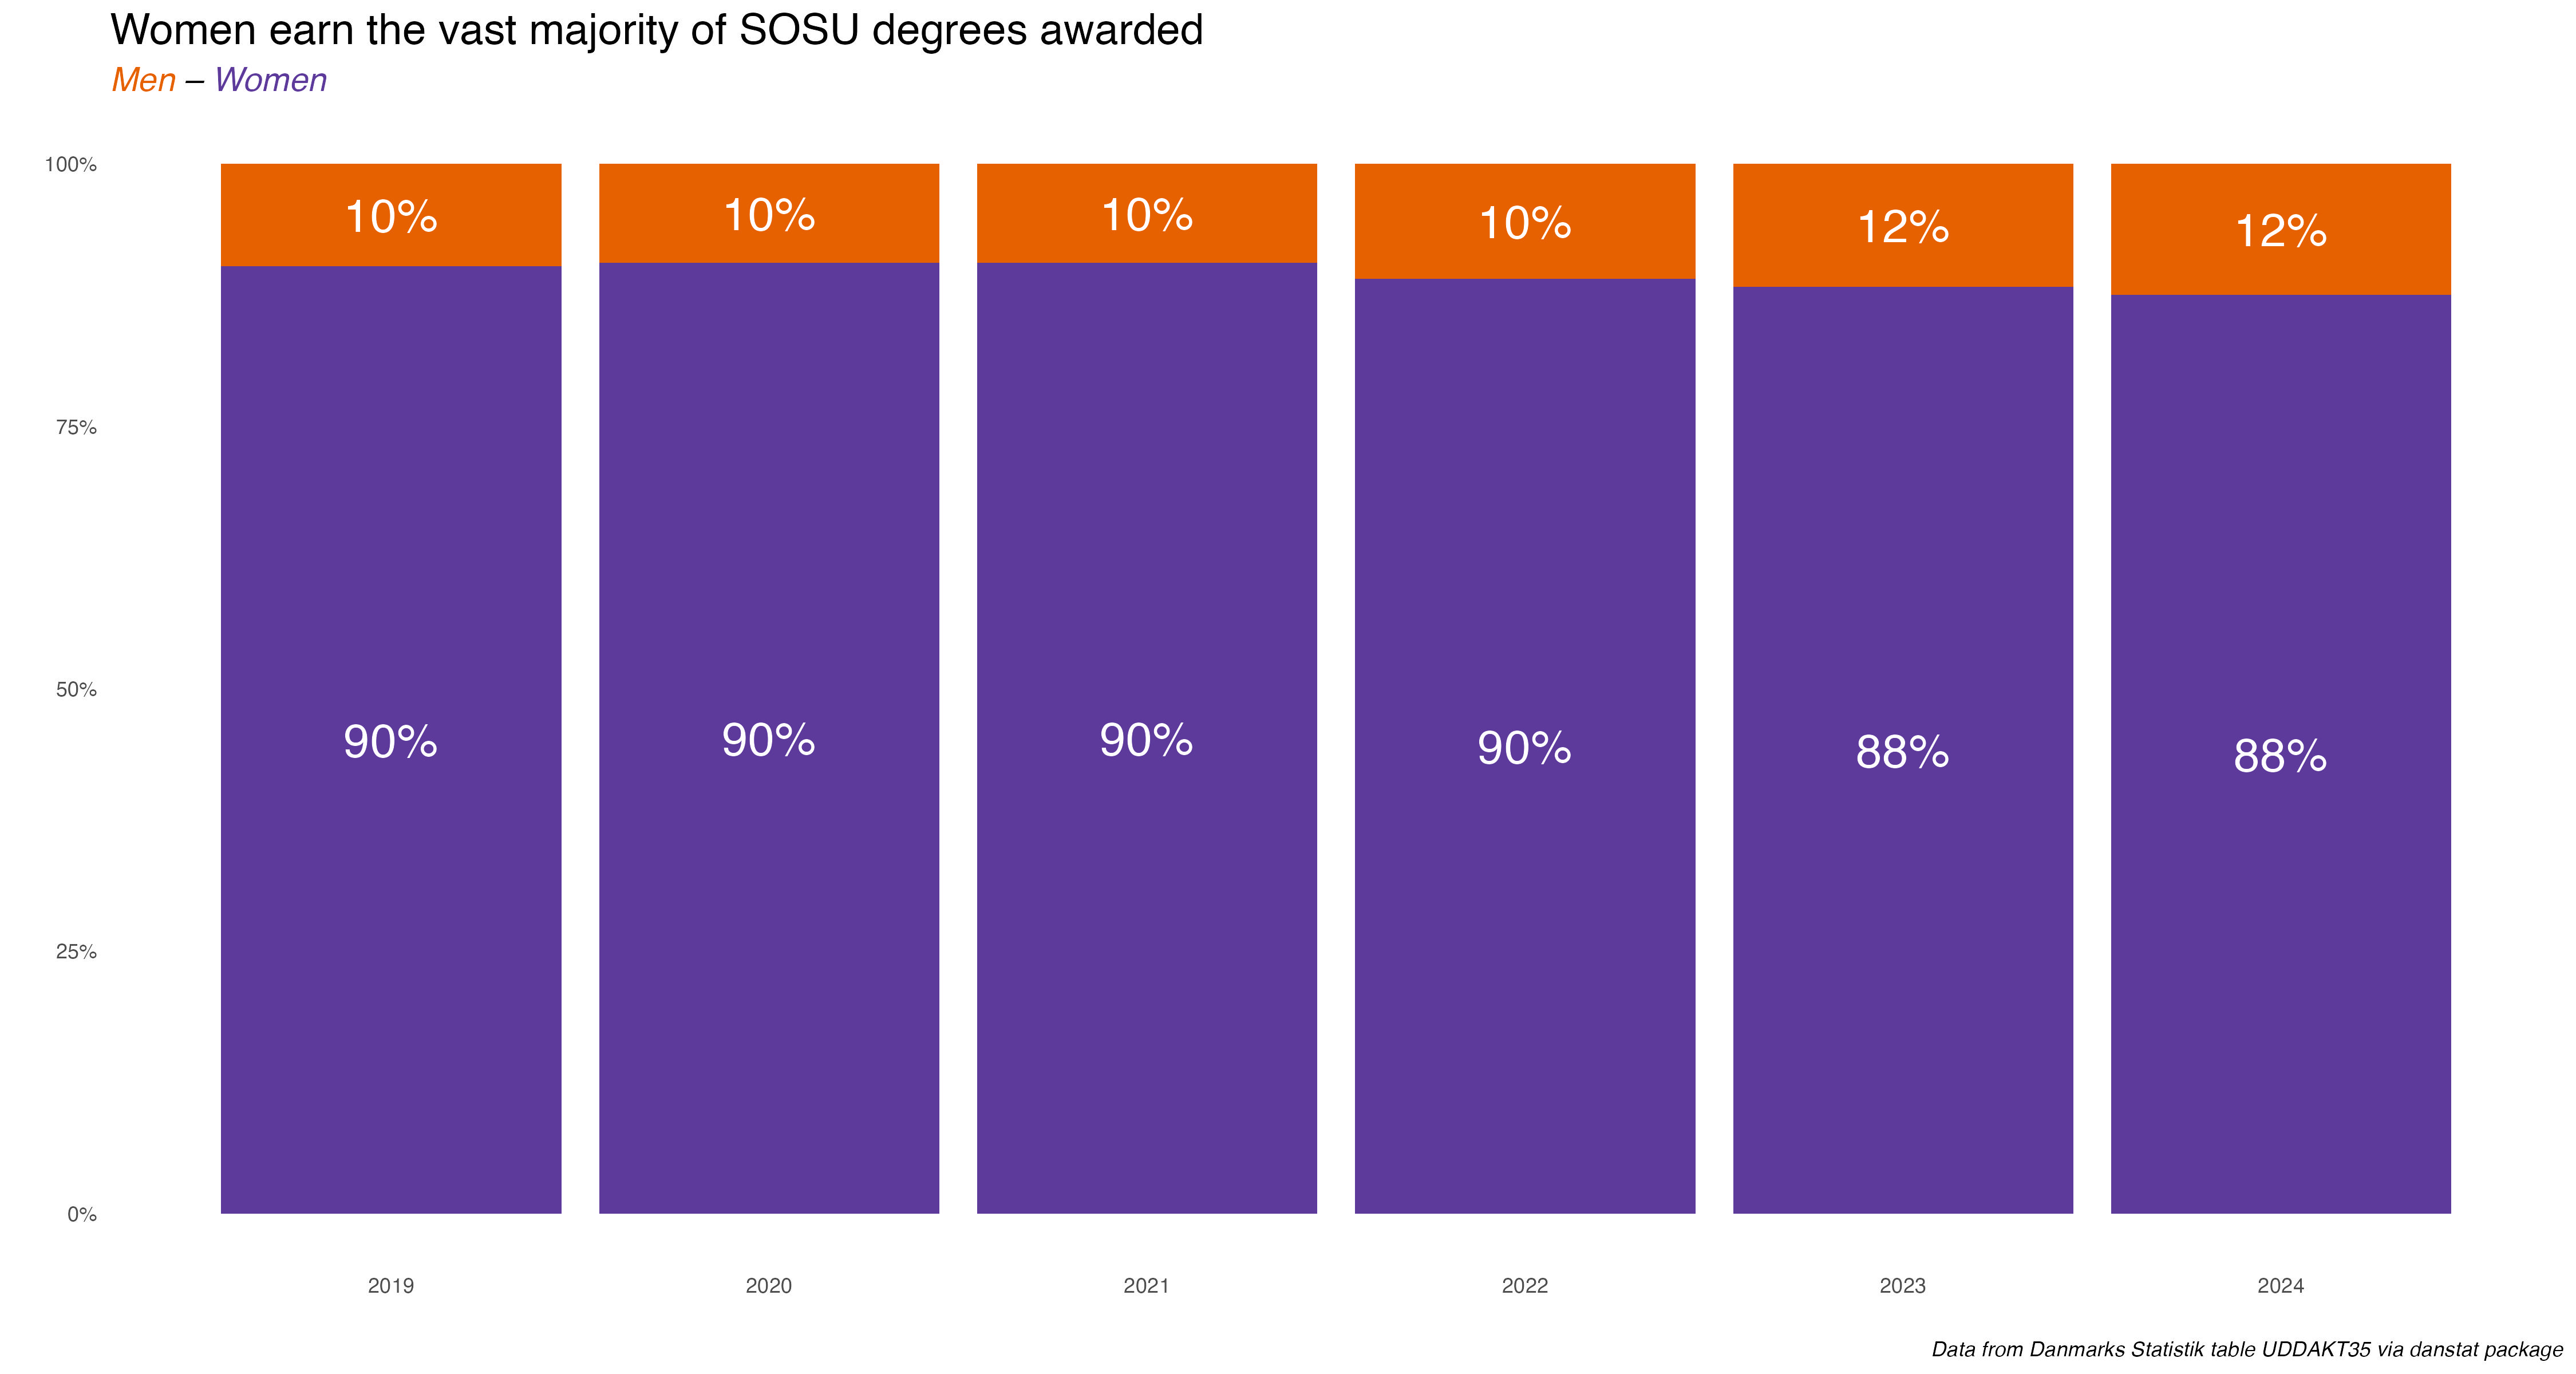 Women earn the vast majority of SOSU degrees awarded
Men – Women
100%
10% 10% 10% 10% 12% 12%
75%
50%
90% 90% 90% 90% 88% 88%
25%
0%
2019 2020 2021 2022 2023 2024
Data from Danmarks Statistik table UDDAKT35 via danstat package